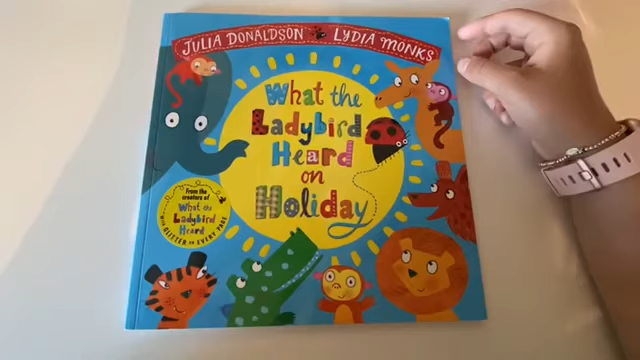 JULIA DONALDSON LYDIA MONKS
What the
Ladybird
Heard
on
Holiday
From the
creators of
What the
Ladybird
Heard
WITH GLITTER ON EVERY PAGE